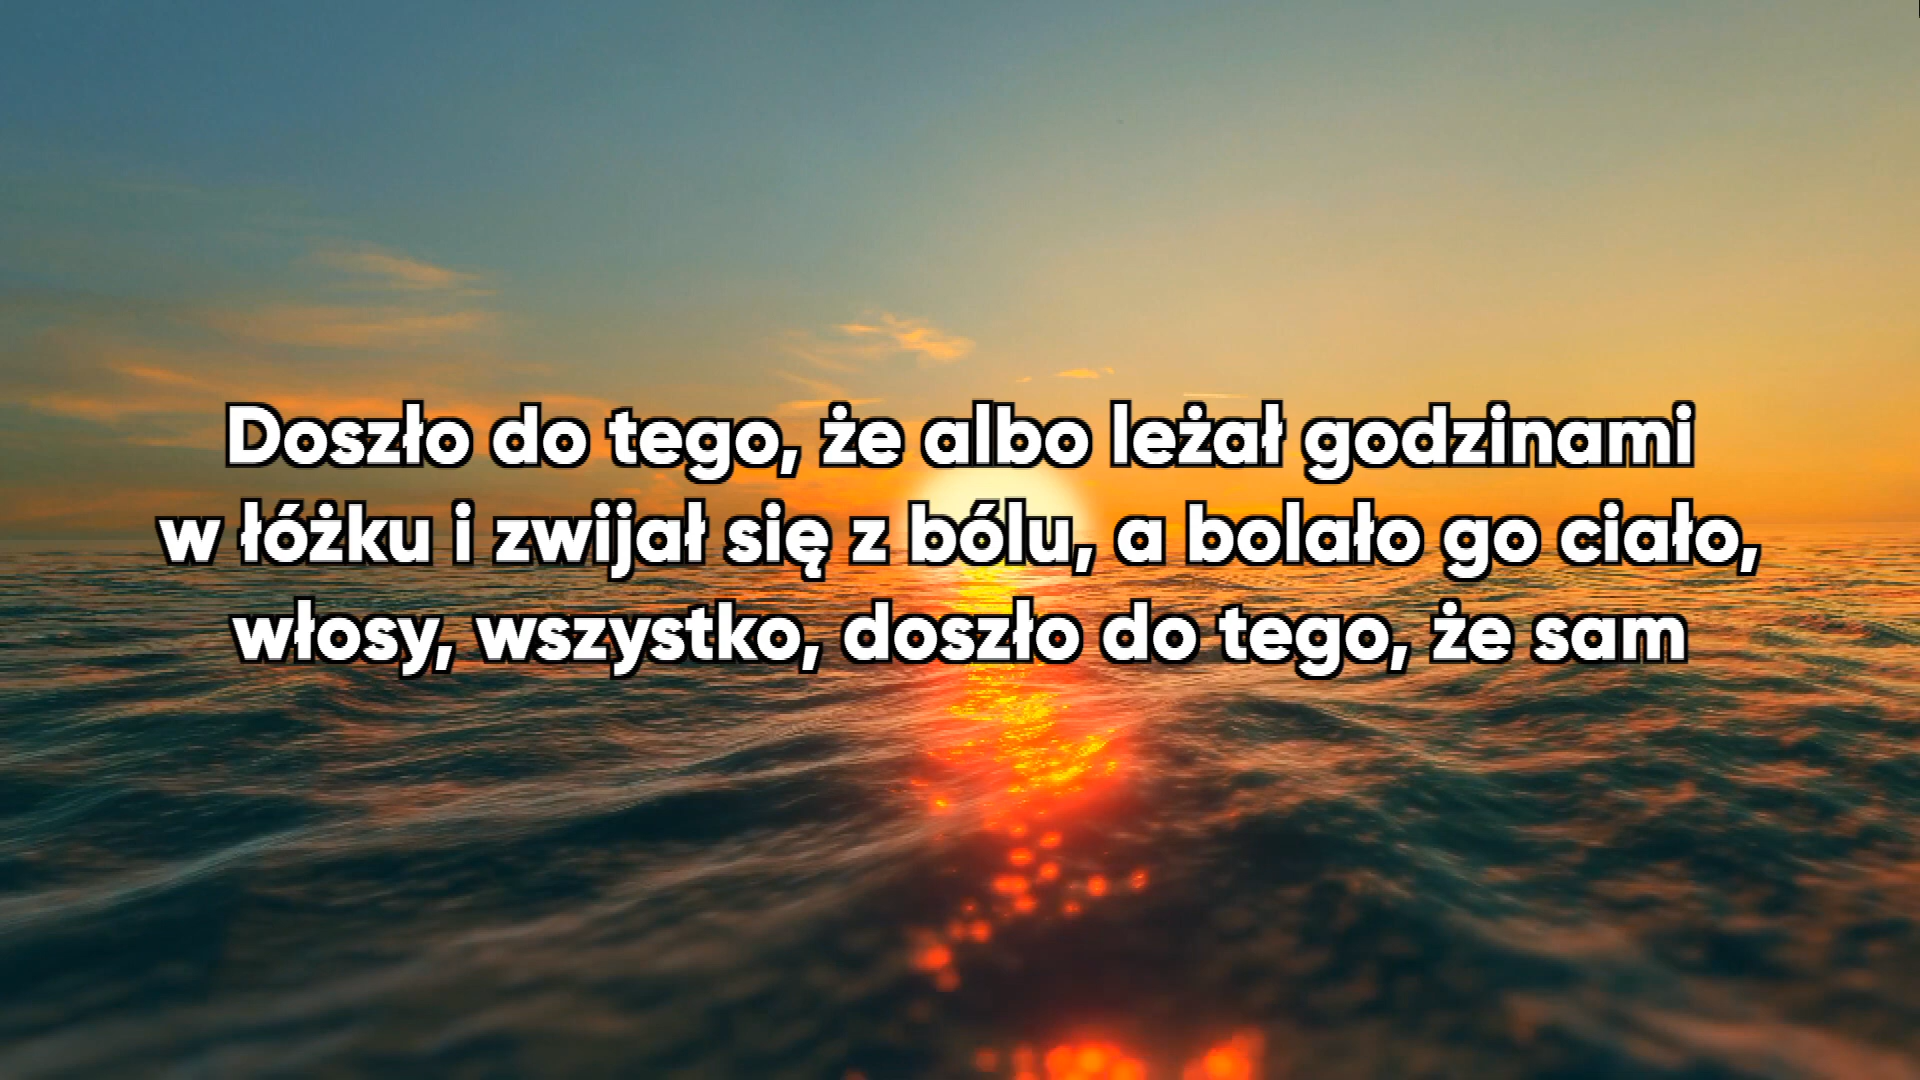 Doszło do tego, że albo leżał godzinami
w łóżku i zwijał się z bólu, a bolało go ciało,
włosy, wszystko, doszło do tego, że sam